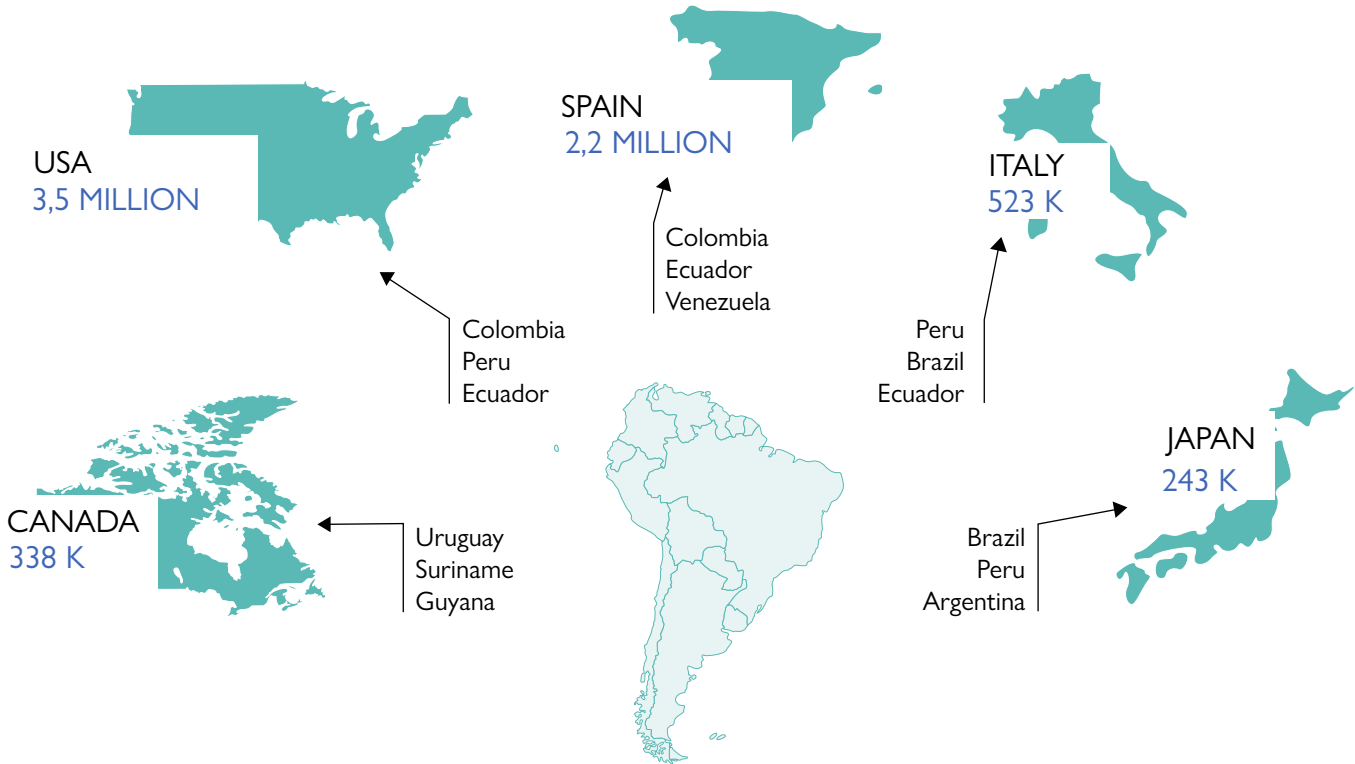 USA
3,5 MILLION
Colombia
Peru
Ecuador
SPAIN
2,2 MILLION
Colombia
Ecuador
Venezuela
ITALY
523 K
Peru
Brazil
Ecuador
CANADA
338 K
Uruguay
Suriname
Guyana
JAPAN
243 K
Brazil
Peru
Argentina